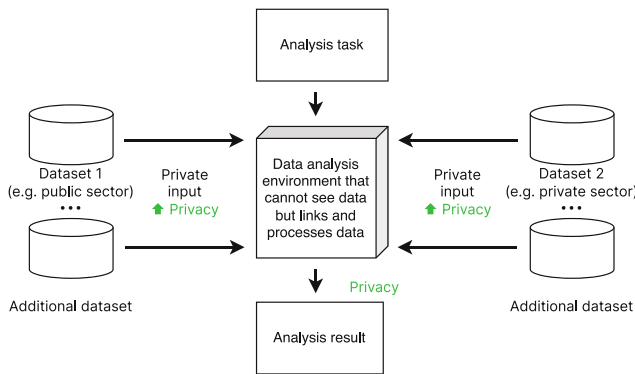 Analysis task
Dataset 1
(e.g. public sector)
...
Additional dataset
Private
input
Privacy
Data analysis
environment that
cannot see data
but links and
processes data
Private
input
Privacy
Dataset 2
(e.g. private sector)
...
Additional dataset
Privacy
Analysis result